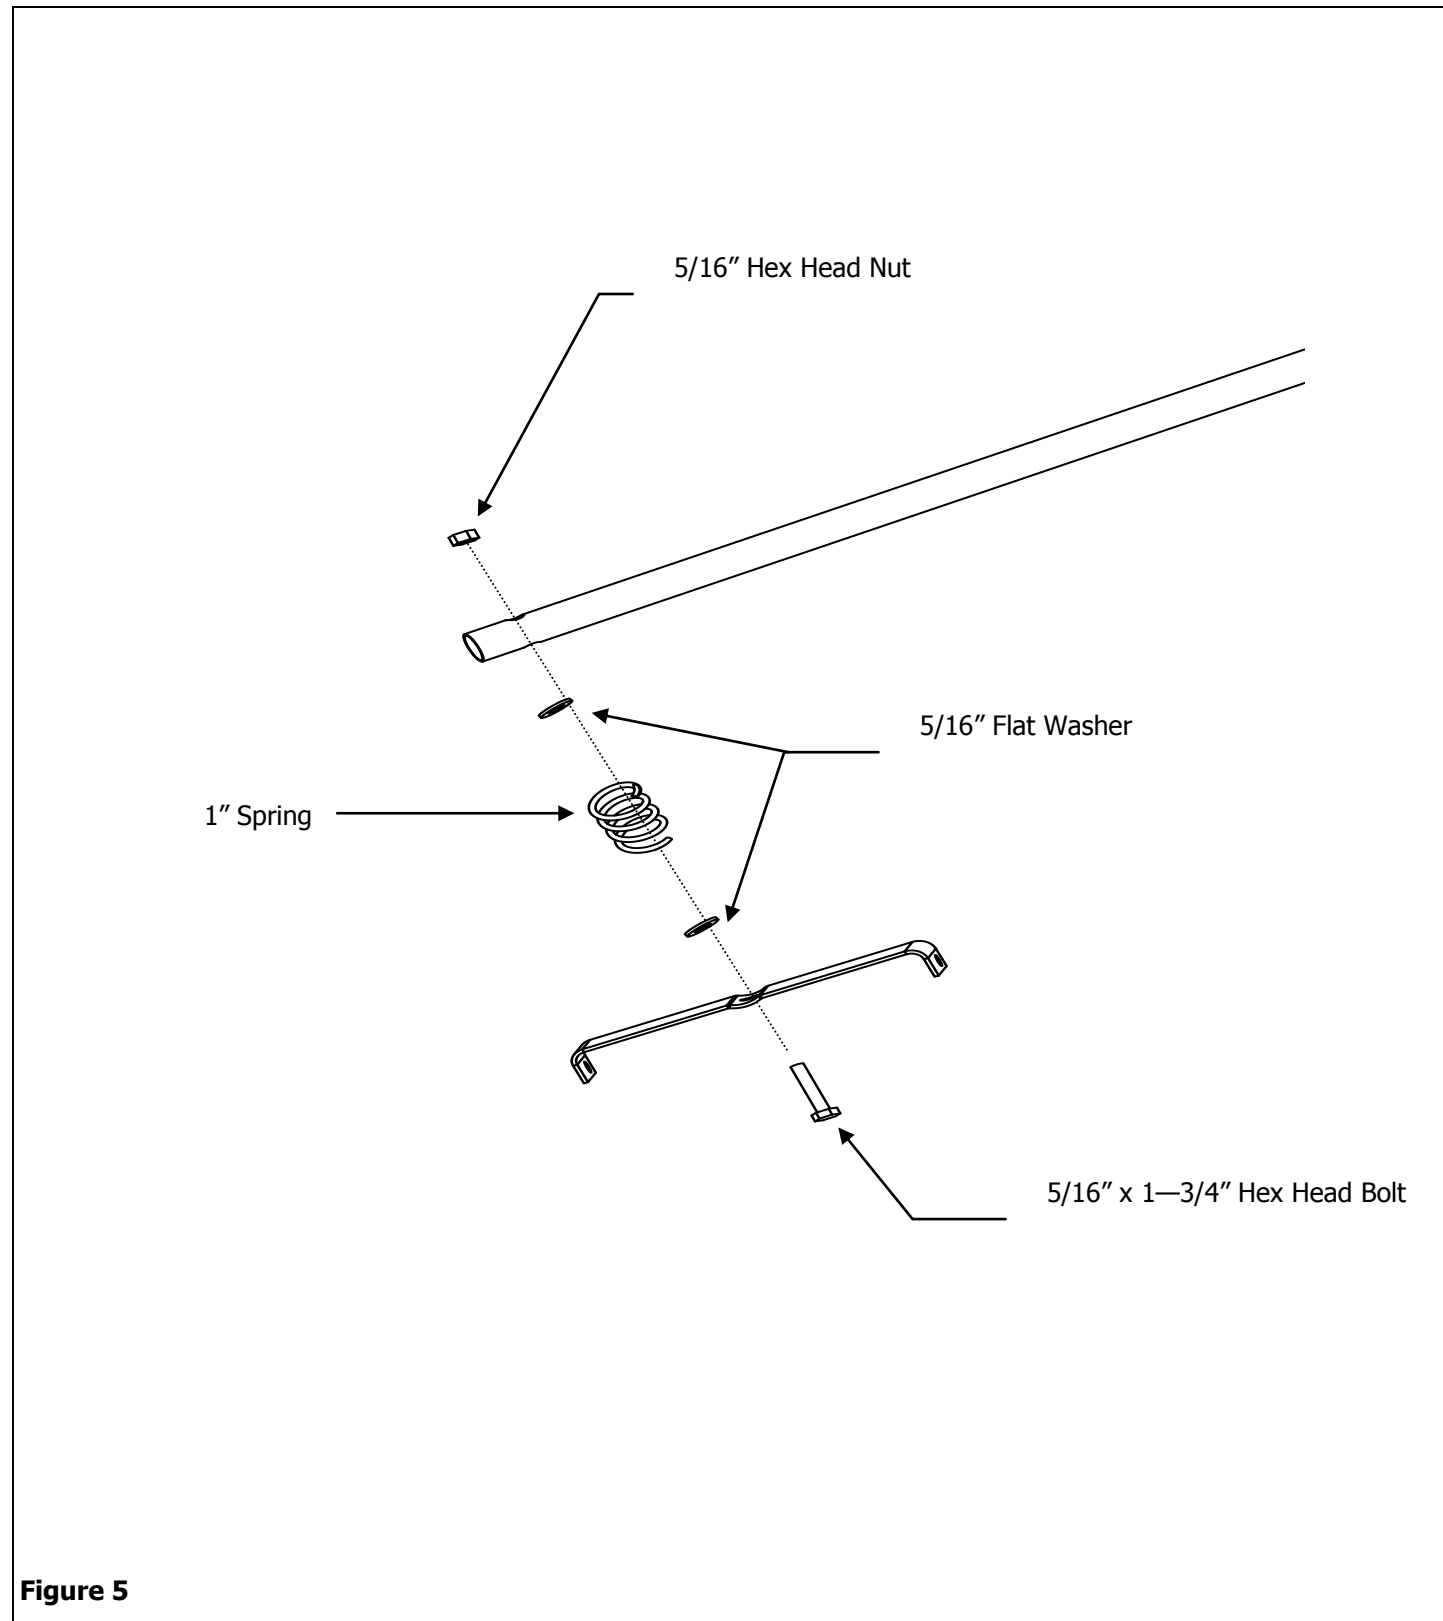 5/16″ Hex Head Nut
5/16″ Flat Washer
1″ Spring
5/16″ x 1—3/4″ Hex Head Bolt
Figure 5